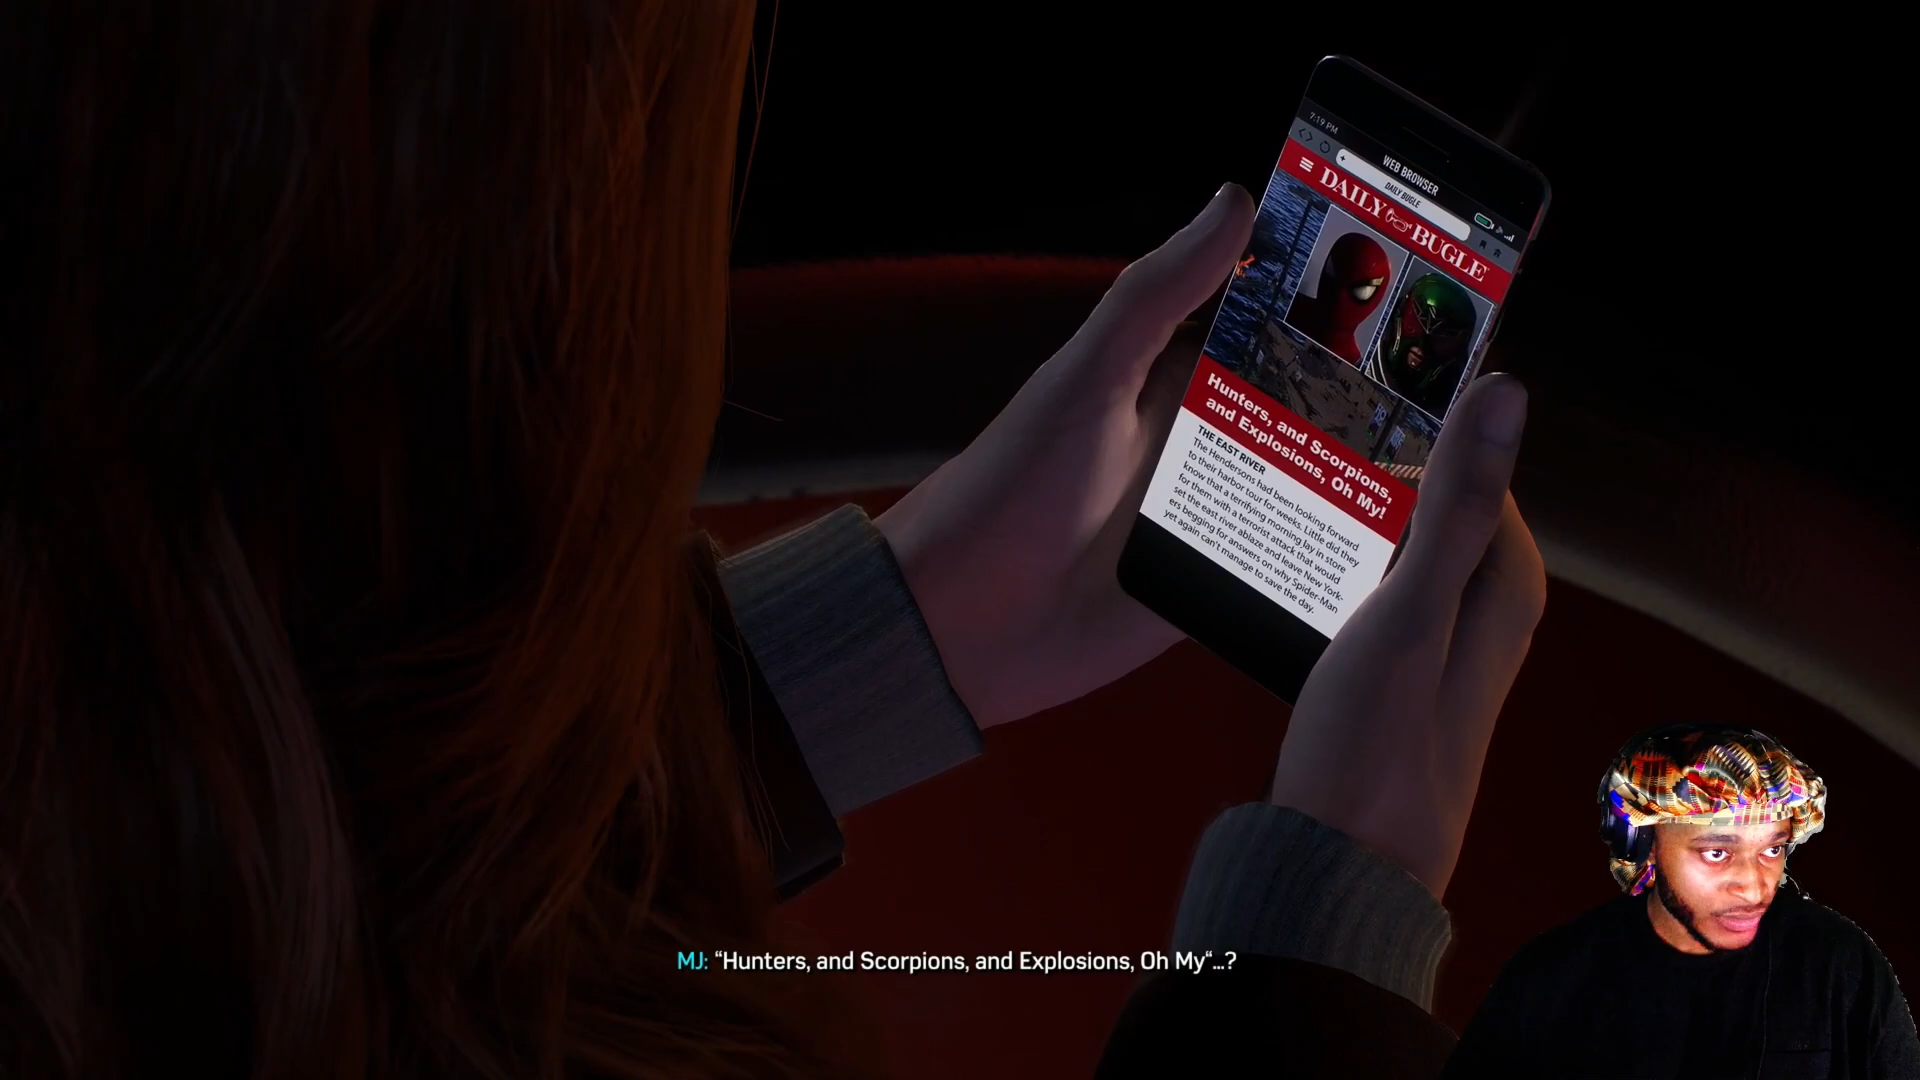 7:19 PM
WEB BROWSER
DAILY BUGLE
DAILY BUGLE
Hunters, and Scorpions,
and Explosions, Oh My!
THE EAST RIVER
The Hendersons had been looking forward
to their harbor tour for weeks. Little did they
know that a terrifying morning lay in store
for them with a terrorist attack that would
set the east river ablaze and leave New York-
ers begging for answers on why Spider-Man
yet again can't manage to save the day.
MJ: “Hunters, and Scorpions, and Explosions, Oh My“...?